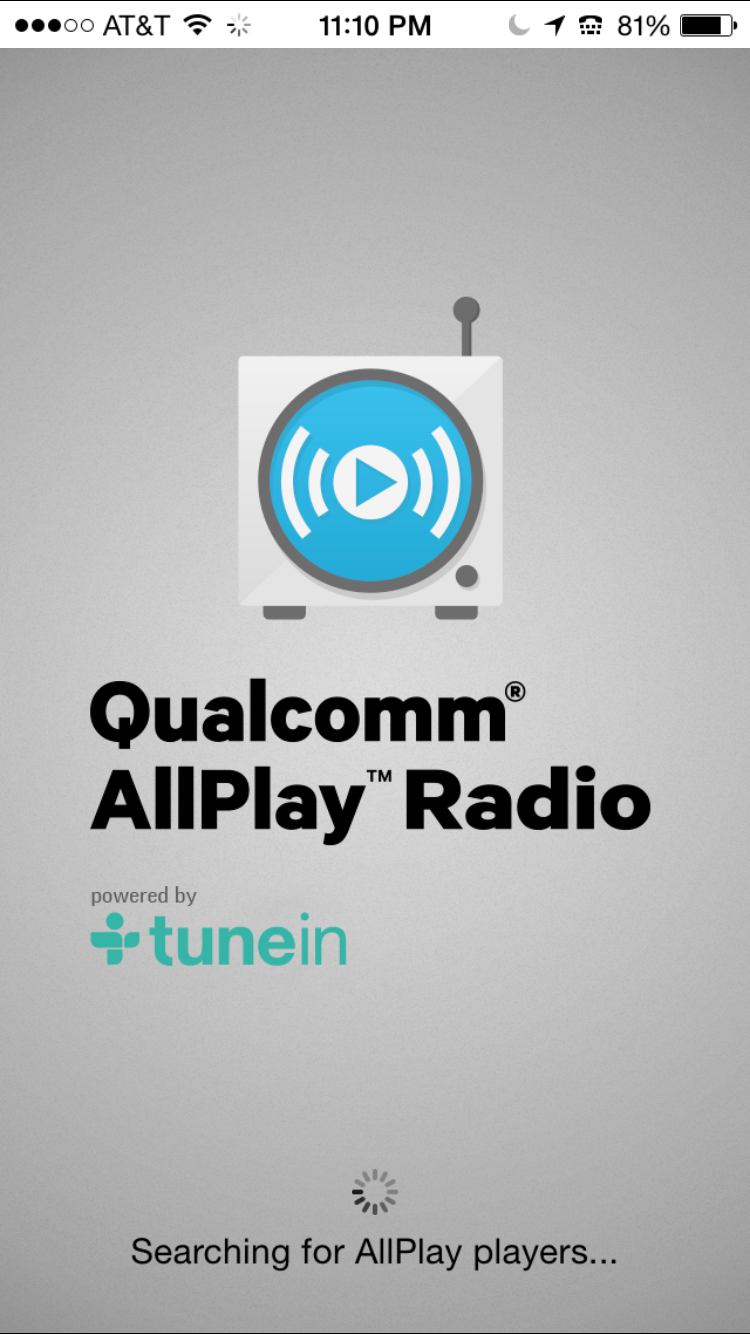 AT&T 11:10 PM 81%
Qualcomm®
AllPlay™ Radio
powered by
tunein
Searching for AllPlay players...